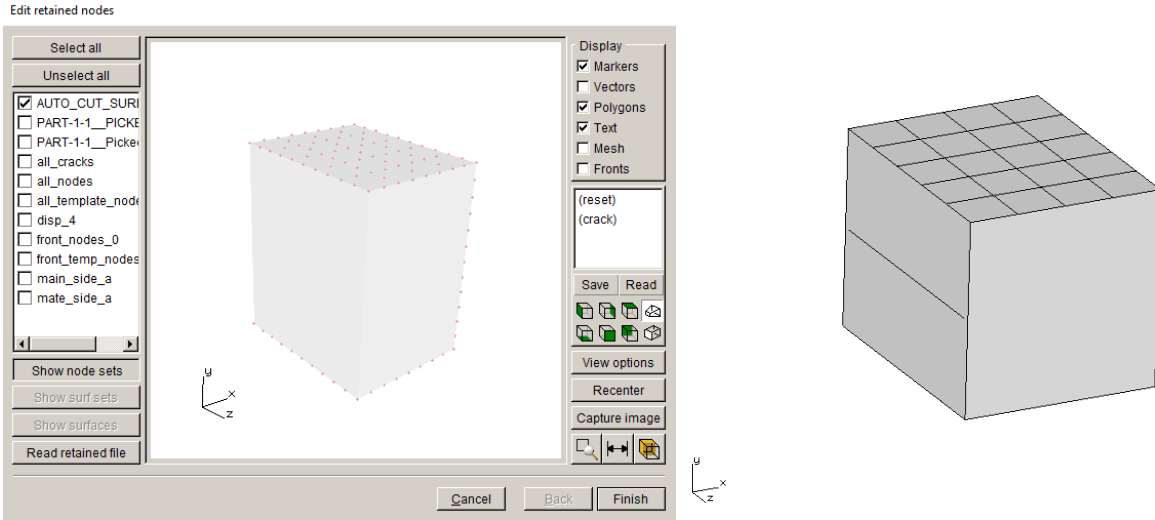 Edit retained nodes
Select all
Unselect all
AUTO_CUT_SURI
PART-1-1__PICKE
PART-1-1__Picke
all_cracks
all_nodes
all_template_node
disp_4
front_nodes_0
front_temp_nodes
main_side_a
mate_side_a
Show node sets
Show surf sets
Show surfaces
Read retained file
y
x
z
Display
Markers
Vectors
Polygons
Text
Mesh
Fronts
(reset)
(crack)
Save Read
View options
Recenter
Capture image
Cancel Back Finish
y
x
z